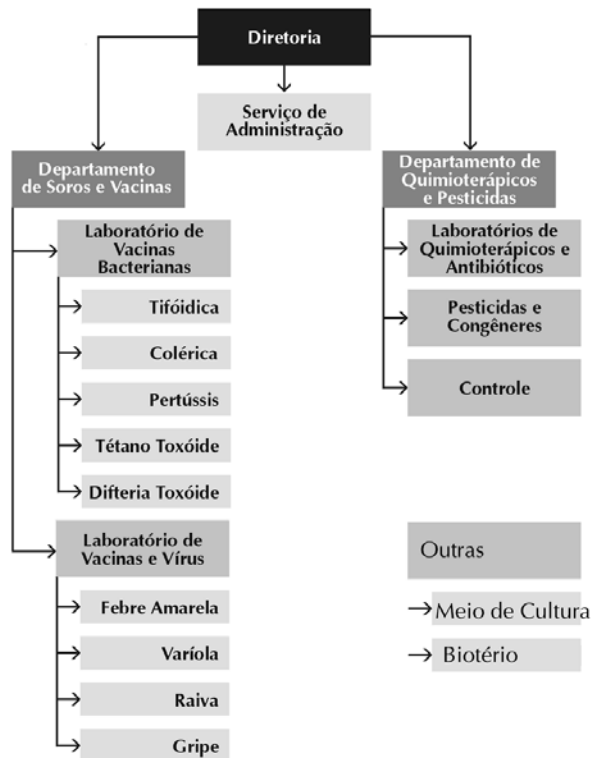 Diretoria
Serviço de
Administração
Departamento
de Soros e Vacinas
Laboratório de
Vacinas
Bacterianas
Tifóidica
Colérica
Pertússis
Tétano Toxóide
Difteria Toxóide
Laboratório de
Vacinas e Vírus
Febre Amarela
Varíola
Raiva
Gripe
Departamento de
Quimioterápicos
e Pesticidas
Laboratórios de
Quimioterápicos e
Antibióticos
Pesticidas e
Congêneres
Controle
Outras
Meio de Cultura
Biotério